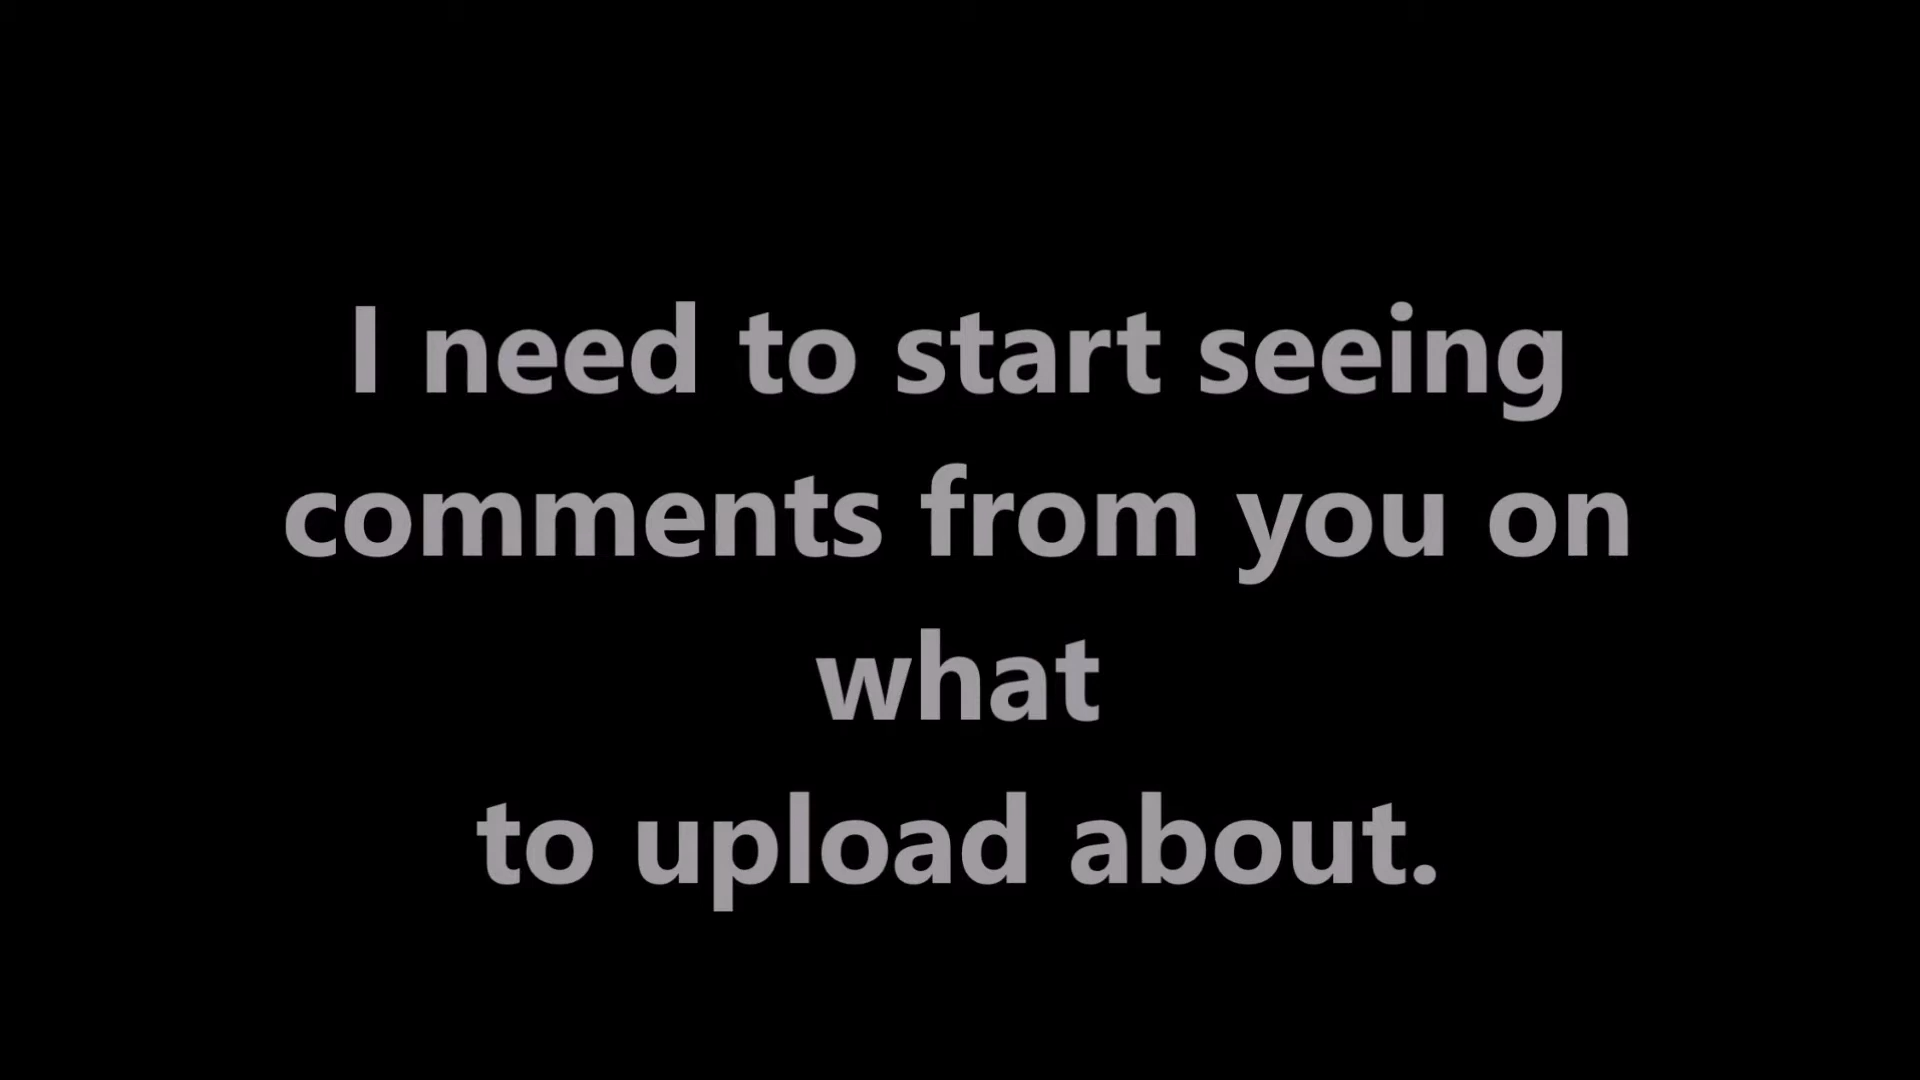 I need to start seeing
comments from you on
what
to upload about.